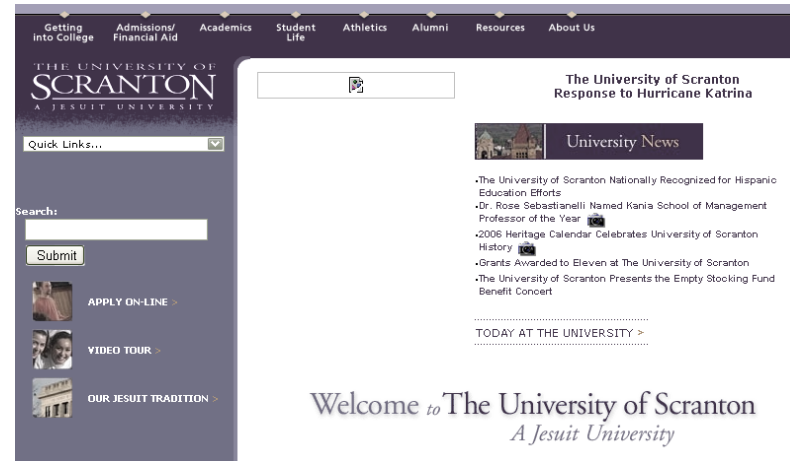 Getting
into College
Admissions/
Financial Aid
Academics
Student
Life
Athletics
Alumni
Resources
About Us
THE UNIVERSITY OF
SCRANTON
A JESUIT UNIVERSITY
Quick Links...
Search:
Submit
APPLY ON-LINE >
VIDEO TOUR >
OUR JESUIT TRADITION >
The University of Scranton
Response to Hurricane Katrina
University News
•The University of Scranton Nationally Recognized for Hispanic
Education Efforts
•Dr. Rose Sebastianelli Named Kania School of Management
Professor of the Year
•2006 Heritage Calendar Celebrates University of Scranton
History
•Grants Awarded to Eleven at The University of Scranton
•The University of Scranton Presents the Empty Stocking Fund
Benefit Concert
TODAY AT THE UNIVERSITY >
Welcome to The University of Scranton
A Jesuit University